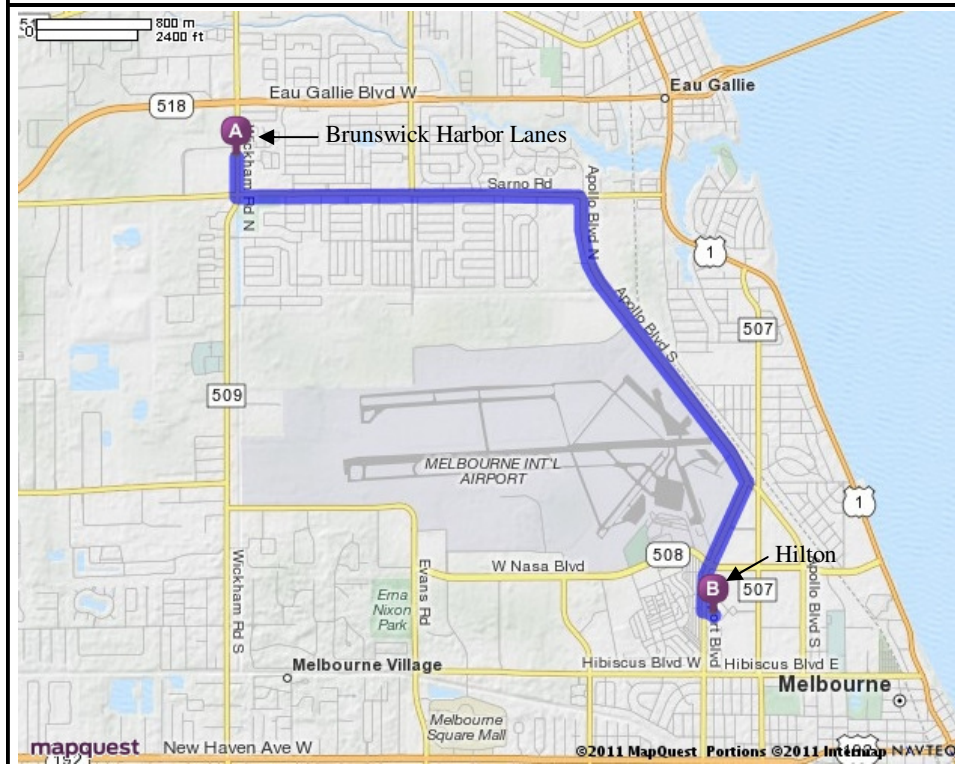 800 m
2400 ft
Eau Gallie
Eau Gallie Blvd W
518
A
Brunswick Harbor Lanes
Wickham Rd N
Sarno Rd
Apollo Blvd N
1
Apollo Blvd S
507
509
MELBOURNE INT'L
AIRPORT
1
508
Hilton
W Nasa Blvd
B
507
Wickham Rd S
Evans Rd
Erna
Nixon
Park
Apollo Blvd S
Hibiscus Blvd W
Hibiscus Blvd E
Melbourne Village
Melbourne
Melbourne
Square Mall
mapquest
New Haven Ave W
©2011 MapQuest Portions ©2011 Intermap NAVTEQ